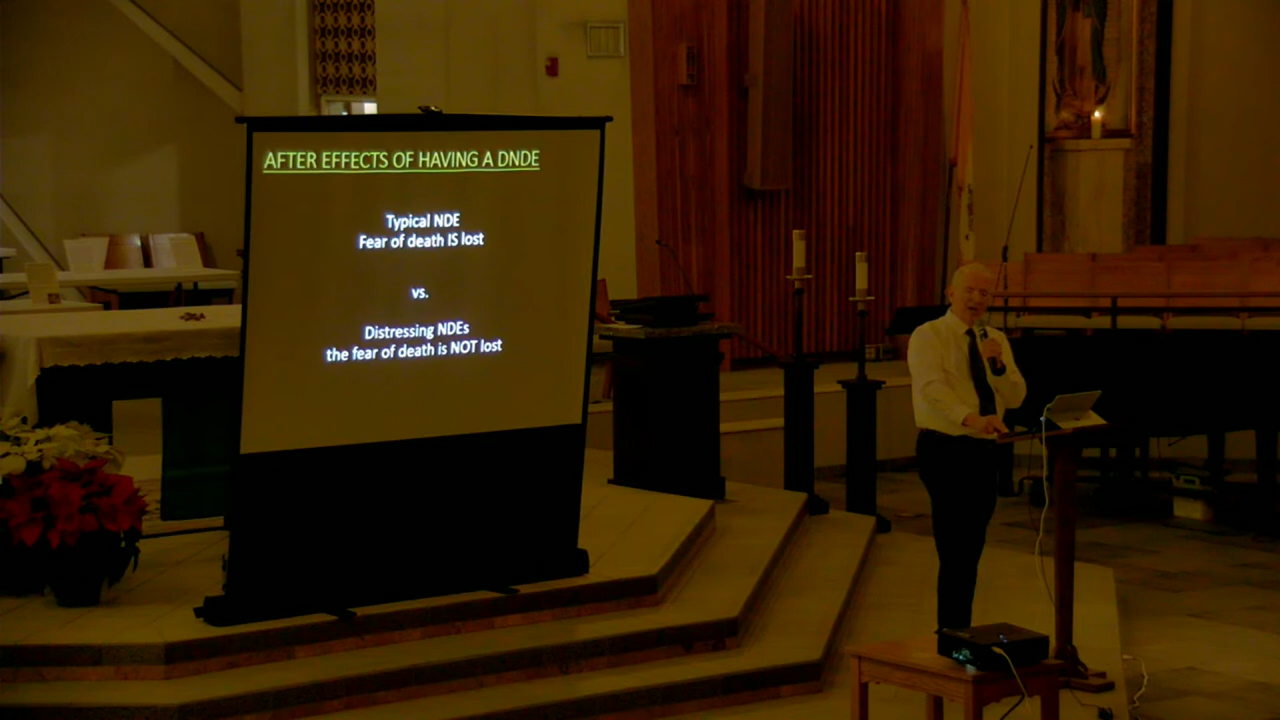 AFTER EFFECTS OF HAVING A DNDE
Typical NDE
Fear of death IS lost
vs.
Distressing NDEs
the fear of death is NOT lost